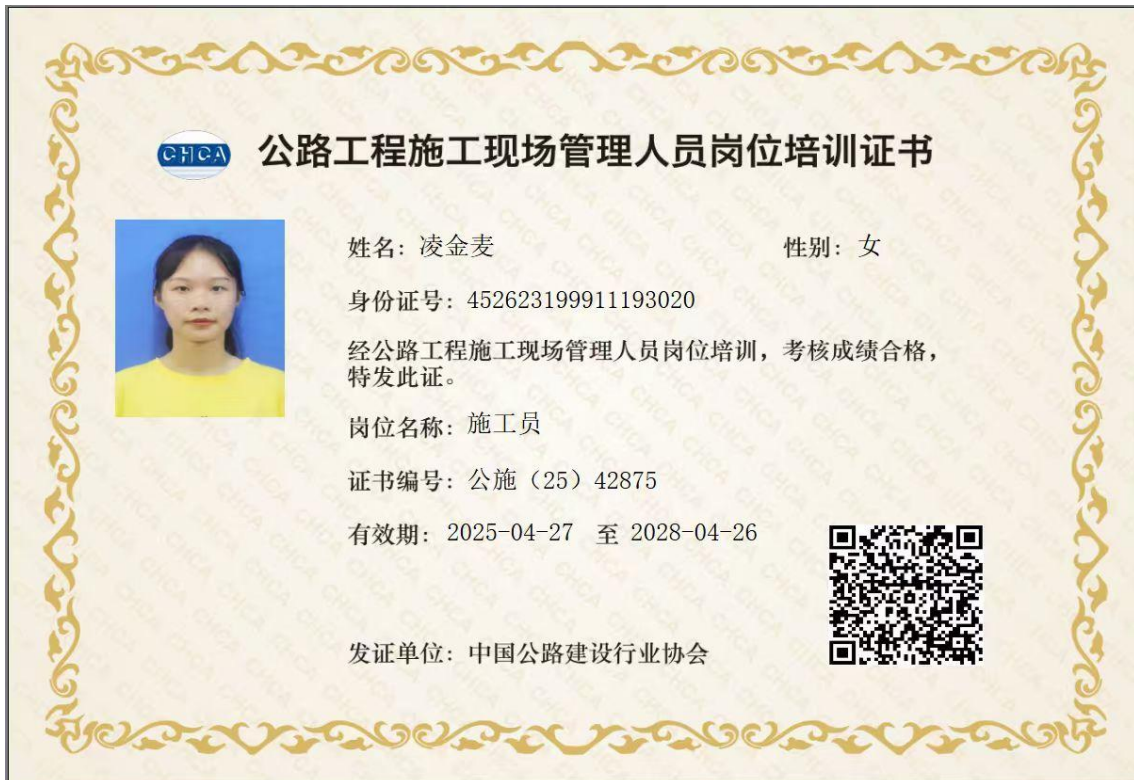 CHCA 公路工程施工现场管理人员岗位培训证书
姓名：凌金麦 性别：女
身份证号：452623199911193020
经公路工程施工现场管理人员岗位培训，考核成绩合格，
特发此证。
岗位名称：施工员
证书编号：公施（25）42875
有效期：2025-04-27 至 2028-04-26
发证单位：中国公路建设行业协会